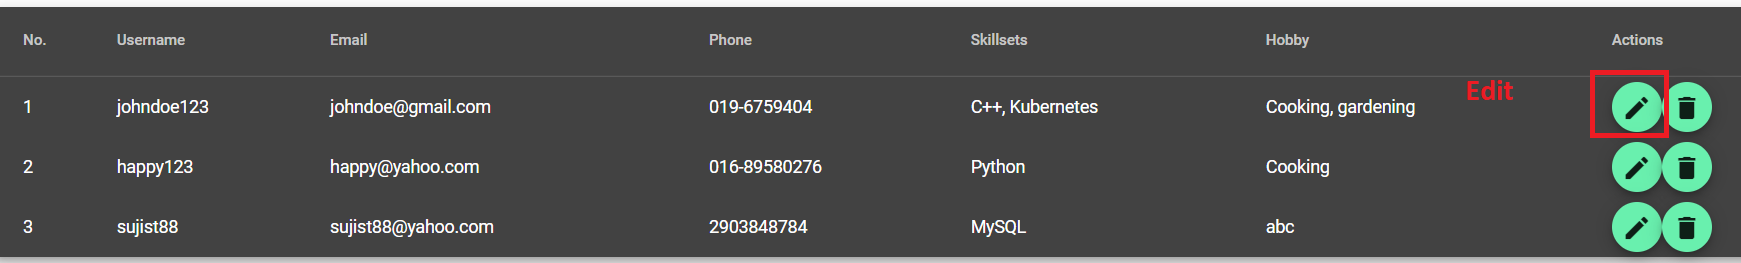 No. Username Email Phone Skillsets Hobby Actions
Edit
1 johndoe123 johndoe@gmail.com 019-6759404 C++, Kubernetes Cooking, gardening
2 happy123 happy@yahoo.com 016-89580276 Python Cooking
3 sujist88 sujist88@yahoo.com 2903848784 MySQL abc